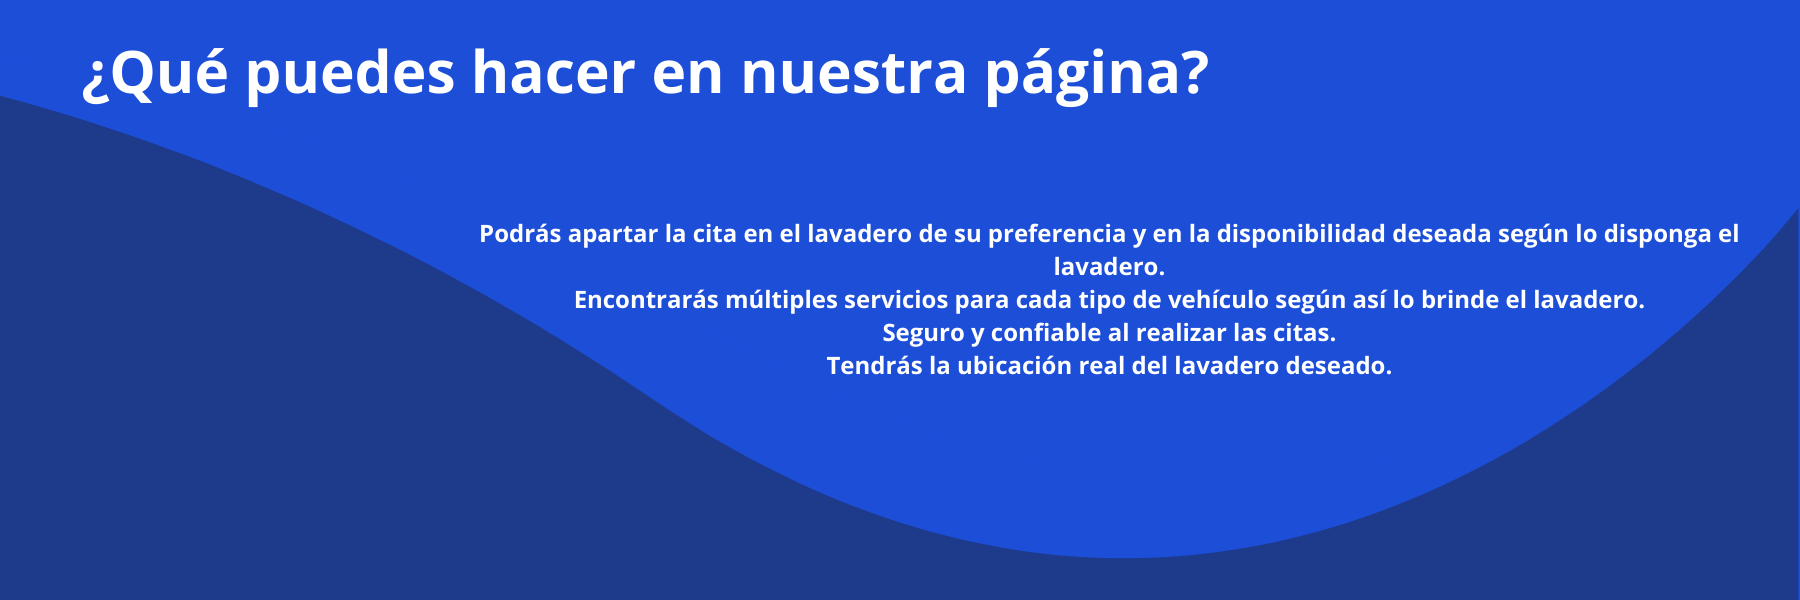 ¿Qué puedes hacer en nuestra página?
Podrás apartar la cita en el lavadero de su preferencia y en la disponibilidad deseada según lo disponga el
lavadero.
Encontrarás múltiples servicios para cada tipo de vehículo según así lo brinde el lavadero.
Seguro y confiable al realizar las citas.
Tendrás la ubicación real del lavadero deseado.